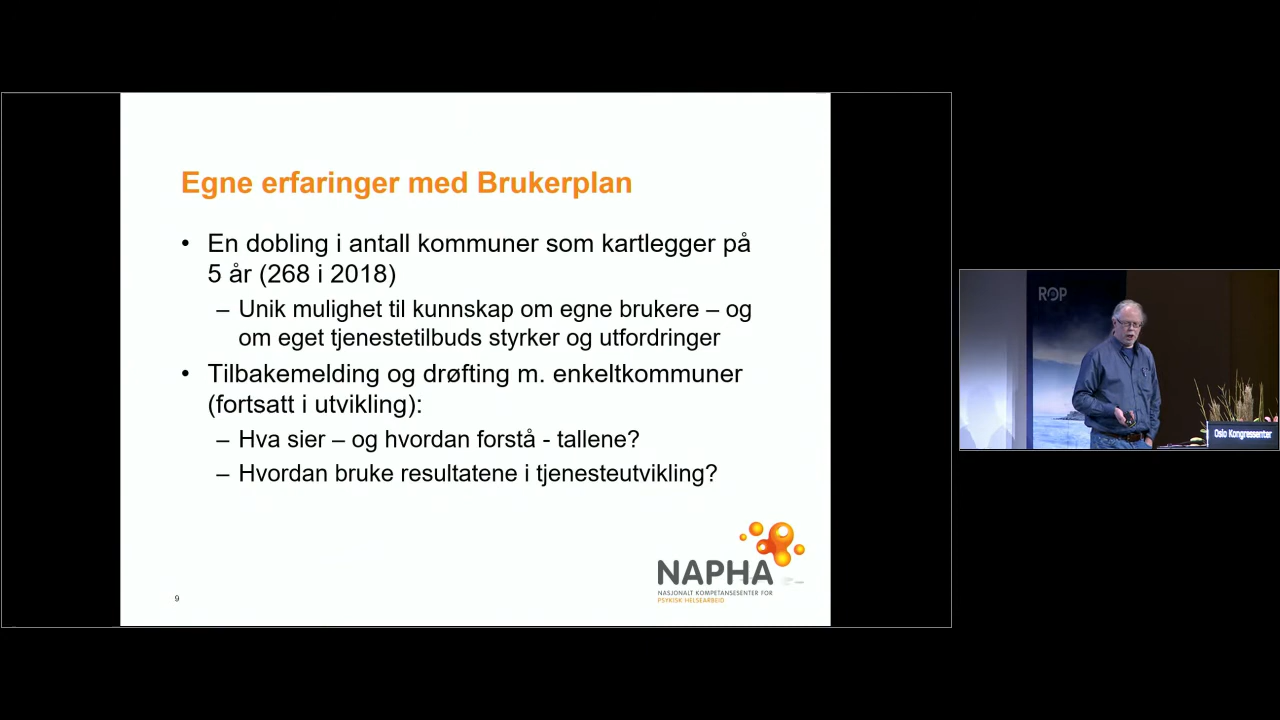 Egne erfaringer med Brukerplan
• En dobling i antall kommuner som kartlegger på
5 år (268 i 2018)
– Unik mulighet til kunnskap om egne brukere – og
om eget tjenestetilbuds styrker og utfordringer
• Tilbakemelding og drøfting m. enkeltkommuner
(fortsatt i utvikling):
– Hva sier – og hvordan forstå - tallene?
– Hvordan bruke resultatene i tjenesteutvikling?
NAPHA
NASJONALT KOMPETANSESENTER FOR
PSYKISK HELSEARBEID
9
ROP
Oslo Kongressenter